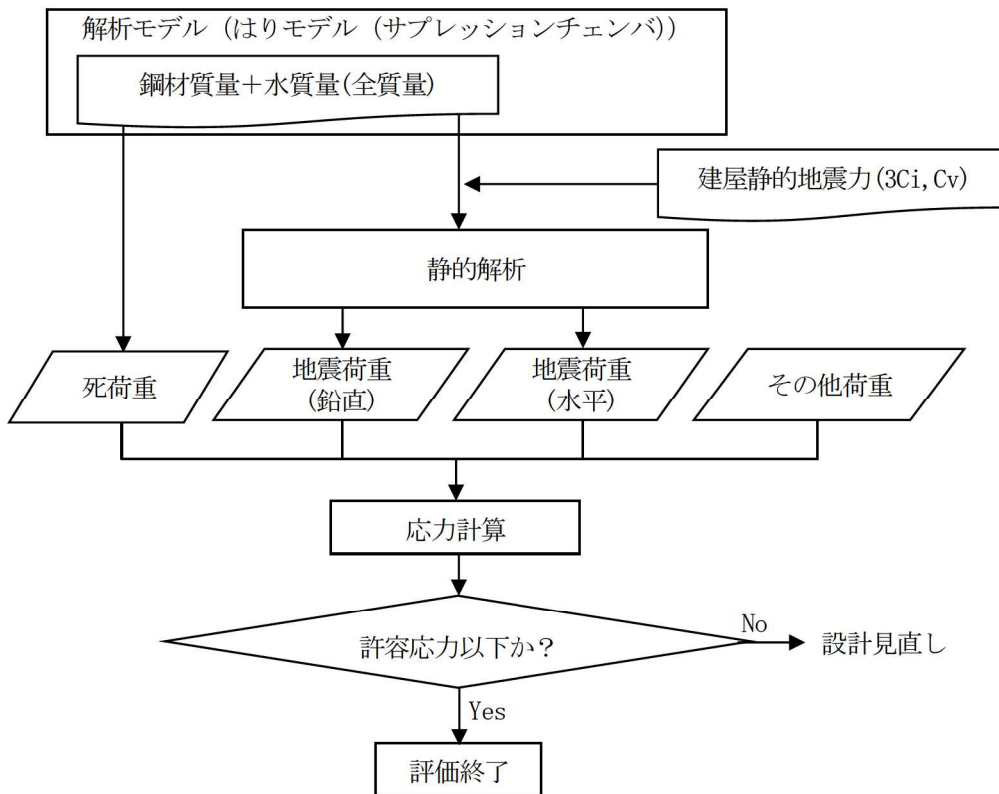 解析モデル（はりモデル（サプレッションチェンバ））
鋼材質量＋水質量(全質量)
建屋静的地震力(3Ci,Cv)
静的解析
死荷重
地震荷重
(鉛直)
地震荷重
(水平)
その他荷重
応力計算
許容応力以下か？
No
設計見直し
Yes
評価終了